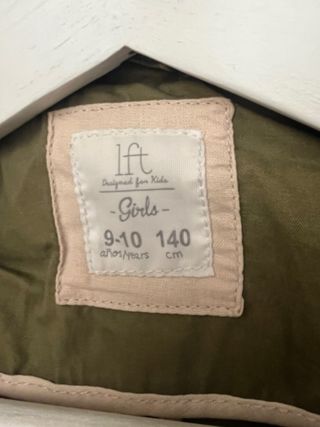 lft
Designed for Kids
- Girls -
9-10 140
años/years cm